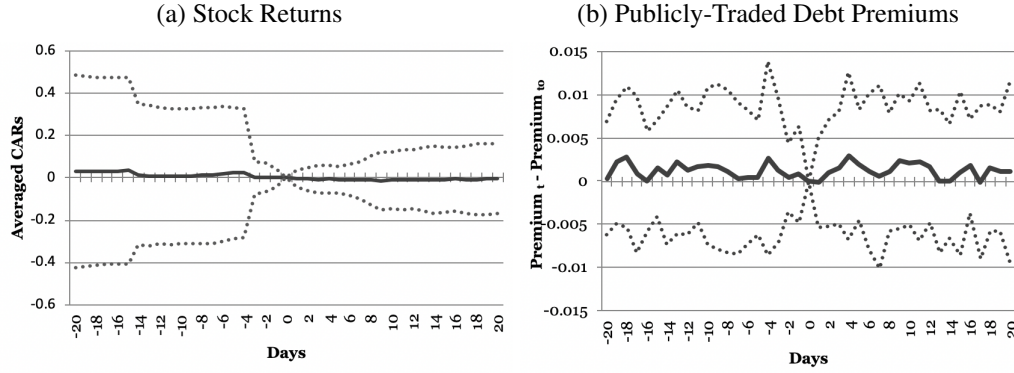 (a) Stock Returns
Averaged CARs
0.6
0.4
0.2
0
-0.2
-0.4
-0.6
-20 -18 -16 -14 -12 -10 -8 -6 -4 -2 0 2 4 6 8 10 12 14 16 18 20
Days
(b) Publicly-Traded Debt Premiums
Premium t - Premium t0
0.015
0.01
0.005
0
-0.005
-0.01
-0.015
-20 -18 -16 -14 -12 -10 -8 -6 -4 -2 0 2 4 6 8 10 12 14 16 18 20
Days